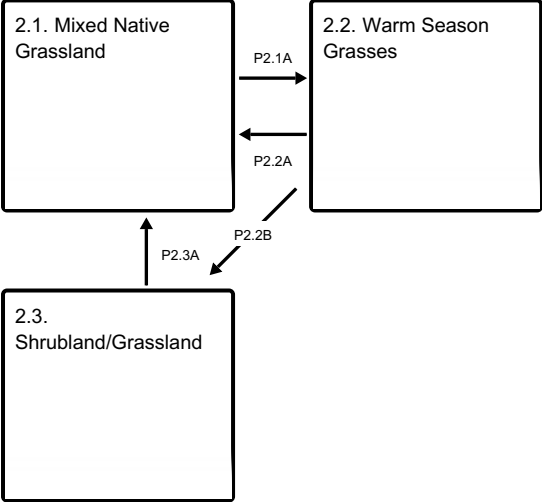 2.1. Mixed Native
Grassland
P2.1A
2.2. Warm Season
Grasses
P2.2A
P2.2B
P2.3A
2.3.
Shrubland/Grassland